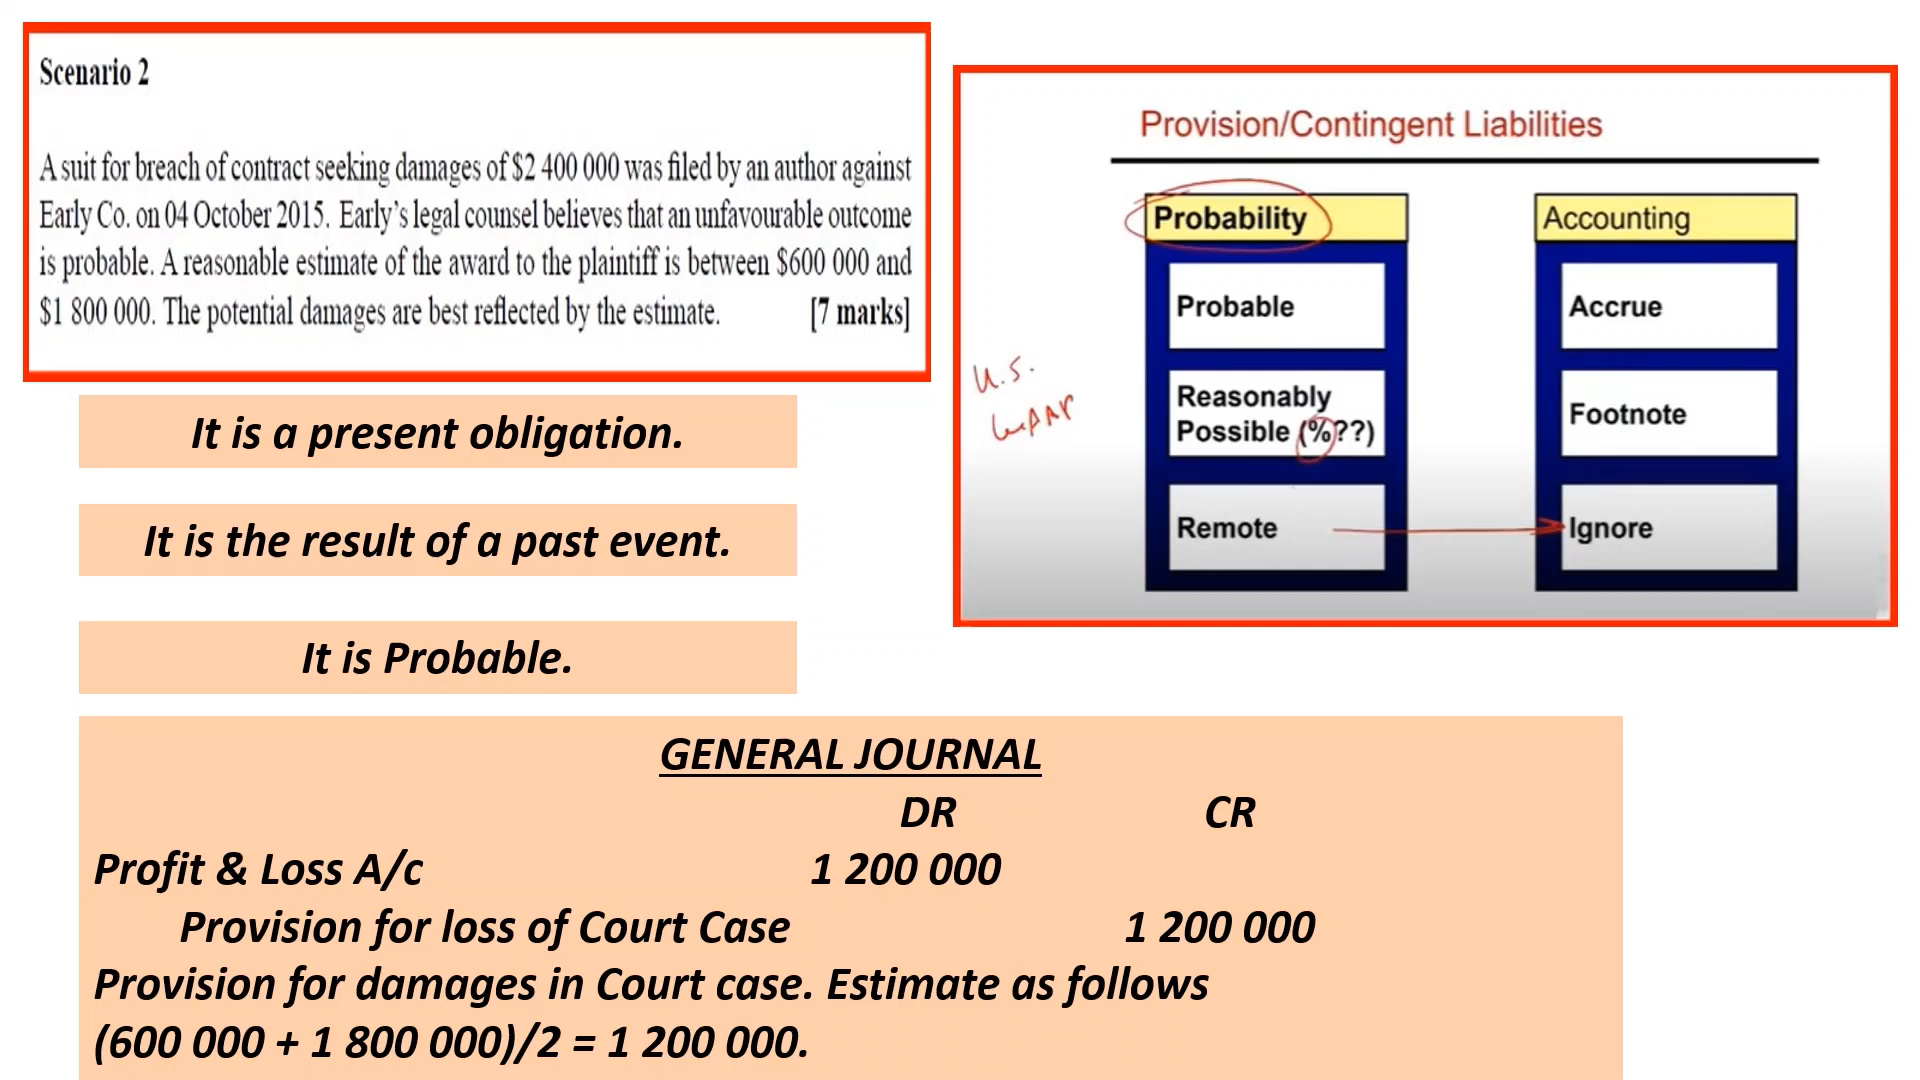 Scenario 2
A suit for breach of contract seeking damages of $2 400 000 was filed by an author against
Early Co. on 04 October 2015. Early's legal counsel believes that an unfavourable outcome
is probable. A reasonable estimate of the award to the plaintiff is between $600 000 and
$1 800 000. The potential damages are best reflected by the estimate. [7 marks]
It is a present obligation.
It is the result of a past event.
It is Probable.
Provision/Contingent Liabilities
Probability
Accounting
Probable
Accrue
Reasonably
Possible (%??)
Footnote
Remote
Ignore
U.S.
GAAP
GENERAL JOURNAL
DR CR
Profit & Loss A/c 1 200 000
Provision for loss of Court Case 1 200 000
Provision for damages in Court case. Estimate as follows
(600 000 + 1 800 000)/2 = 1 200 000.